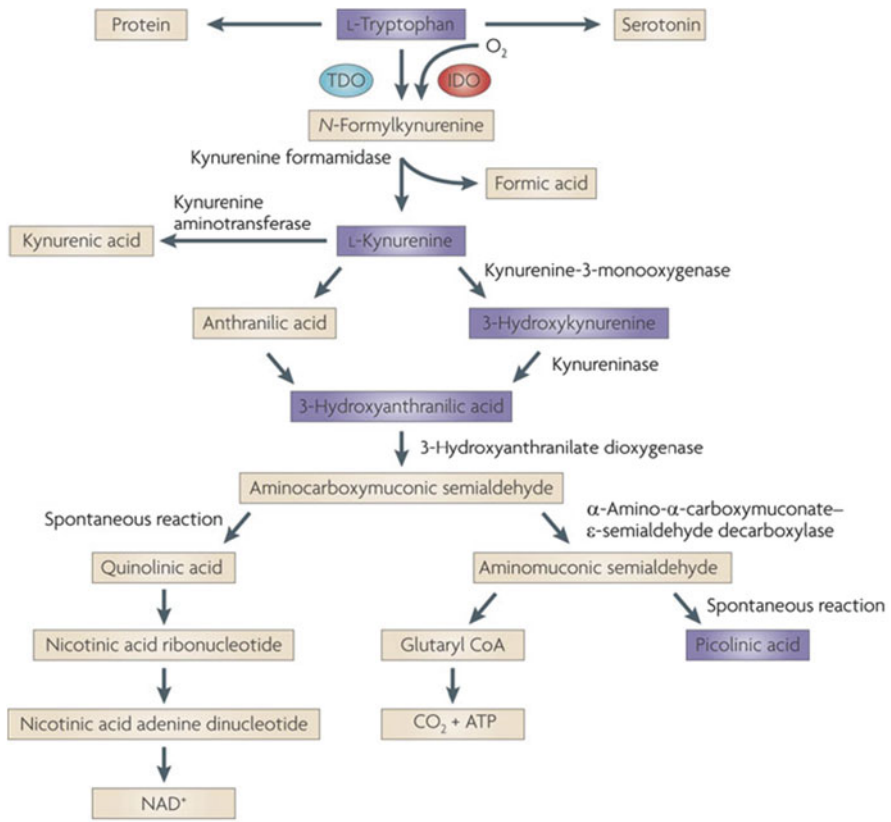 Protein
L-Tryptophan
Serotonin
O₂
TDO
IDO
N-Formylkynurenine
Kynurenine formamidase
Formic acid
Kynurenine
aminotransferase
Kynurenic acid
L-Kynurenine
Kynurenine-3-monooxygenase
Anthranilic acid
3-Hydroxykynurenine
Kynureninase
3-Hydroxyanthranilic acid
3-Hydroxyanthranilate dioxygenase
Aminocarboxymuconic semialdehyde
Spontaneous reaction
α-Amino-α-carboxymuconate–
ε-semialdehyde decarboxylase
Quinolinic acid
Aminomuconic semialdehyde
Spontaneous reaction
Nicotinic acid ribonucleotide
Glutaryl CoA
Picolinic acid
Nicotinic acid adenine dinucleotide
CO₂ + ATP
NAD⁺